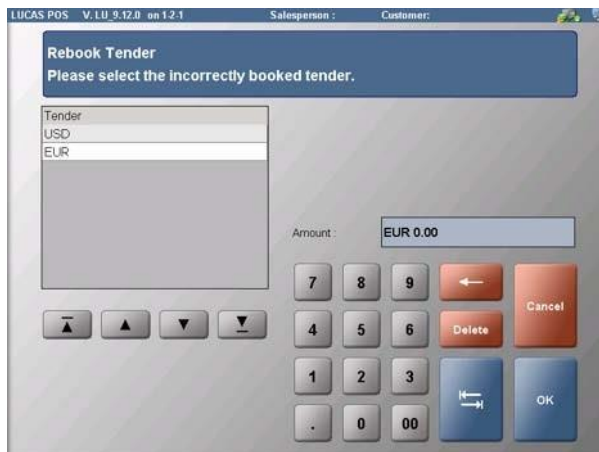 LUCAS POS V. LU_9.12.0 on 1-2-1 Salesperson : Customer:
Rebook Tender
Please select the incorrectly booked tender.
Tender
USD
EUR
Amount : EUR 0.00
7 8 9
Cancel
4 5 6 Delete
1 2 3
OK
. 0 00